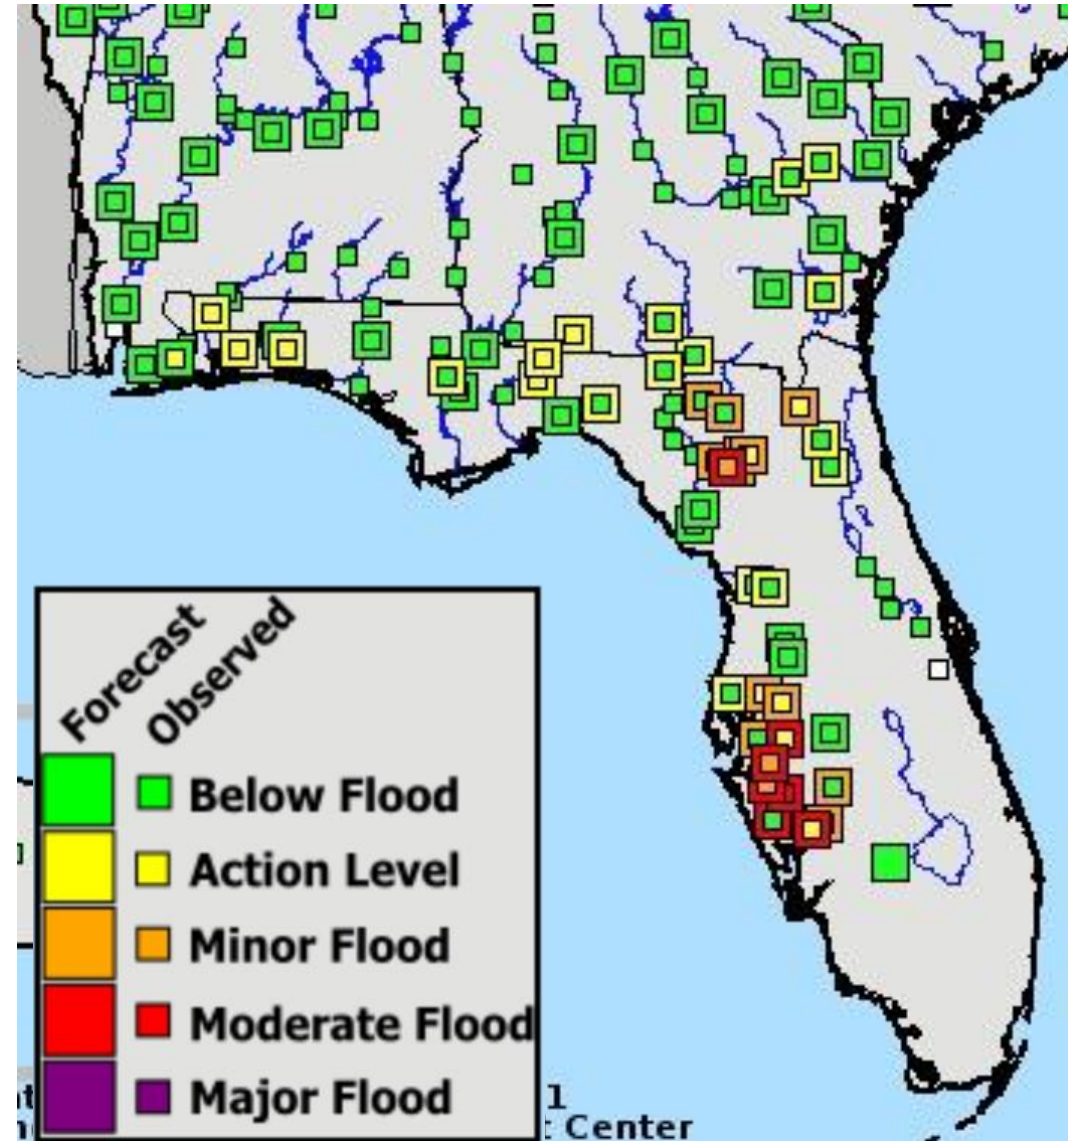 Forecast
Observed
Below Flood
Action Level
Minor Flood
Moderate Flood
Major Flood
1
Center